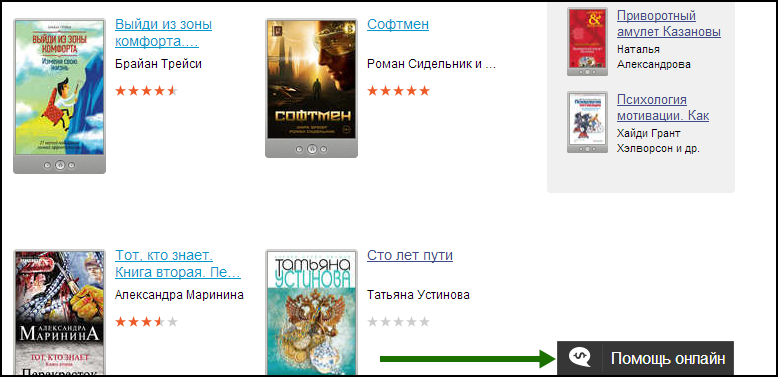 БРАЙАН ТРЕЙСИ
ВЫЙДИ ИЗ ЗОНЫ
КОМФОРТА
Измени свою
жизнь
Выйди из зоны
комфорта.…
Брайан Трейси
СОФТМЕН
Софтмен
Роман Сидельник и …
&
Приворотный
амулет Казановы
Наталья
Александрова
Психология
мотивации. Как
Хайди Грант
Хэлворсон и др.
АЛЕКСАНДРА
МАРИНИНА
ТОТ, КТО ЗНАЕТ
Перекресток
Тот, кто знает.
Книга вторая. Пе…
Александра Маринина
ТАТЬЯНА
УСТИНОВА
Сто лет пути
Татьяна Устинова
Помощь онлайн